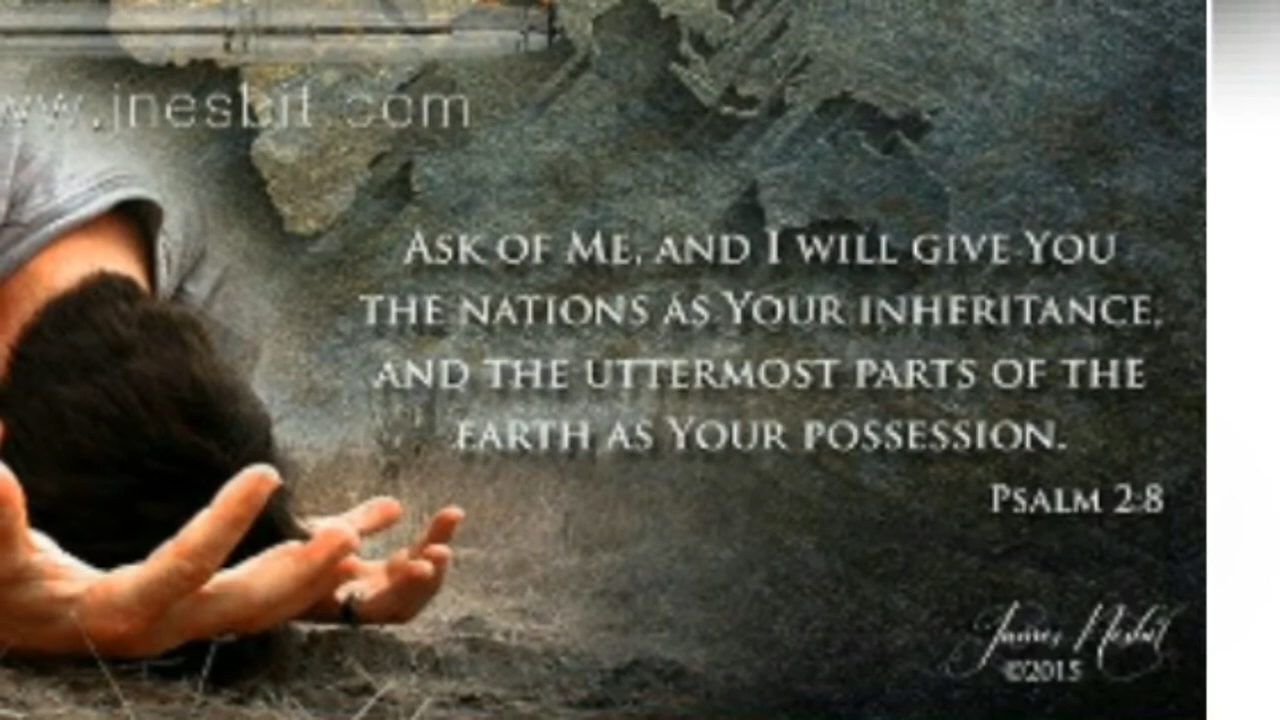 ww.jnesbit.com
Ask of Me, and I will give You
the nations as Your inheritance,
and the uttermost parts of the
earth as Your possession.
Psalm 2:8
James Nesbit
©2015